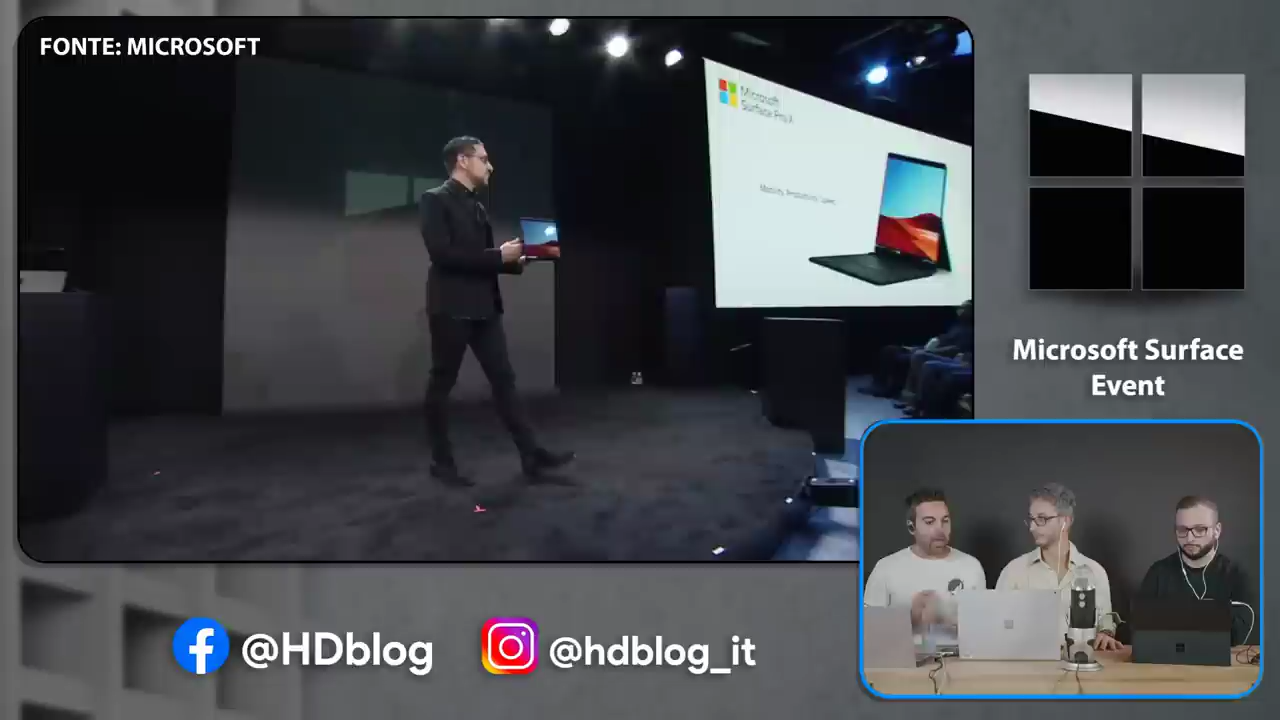 FONTE: MICROSOFT
Microsoft
Surface Pro X
Microsoft Surface
Event
@HDblog
@hdblog_it